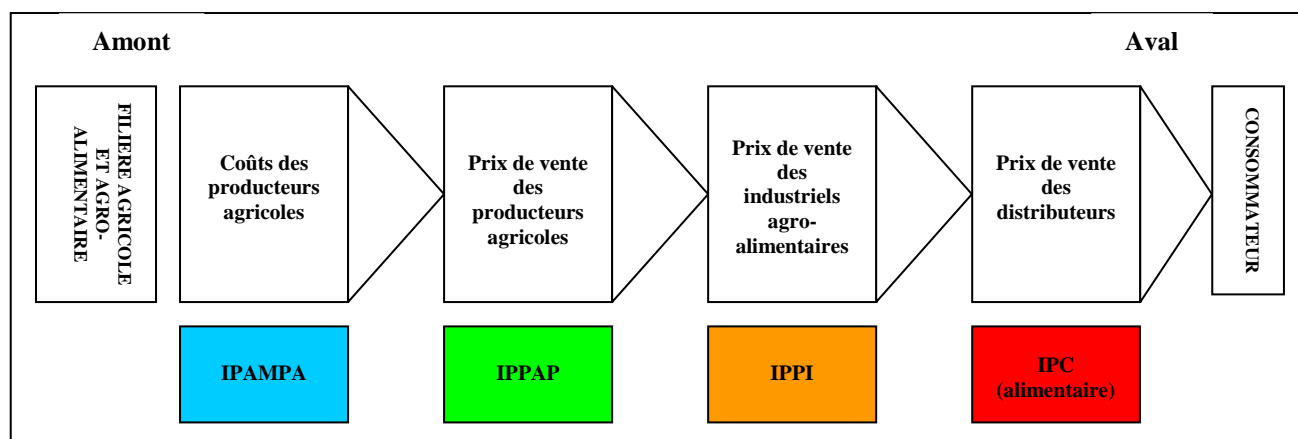 Amont
Aval
FILIERE AGRICOLE
ET AGRO-
ALIMENTAIRE
Coûts des
producteurs
agricoles
Prix de vente
des
producteurs
agricoles
Prix de vente
des
industriels
agro-
alimentaires
Prix de vente
des
distributeurs
CONSOMMATEUR
IPAMPA
IPPAP
IPPI
IPC
(alimentaire)